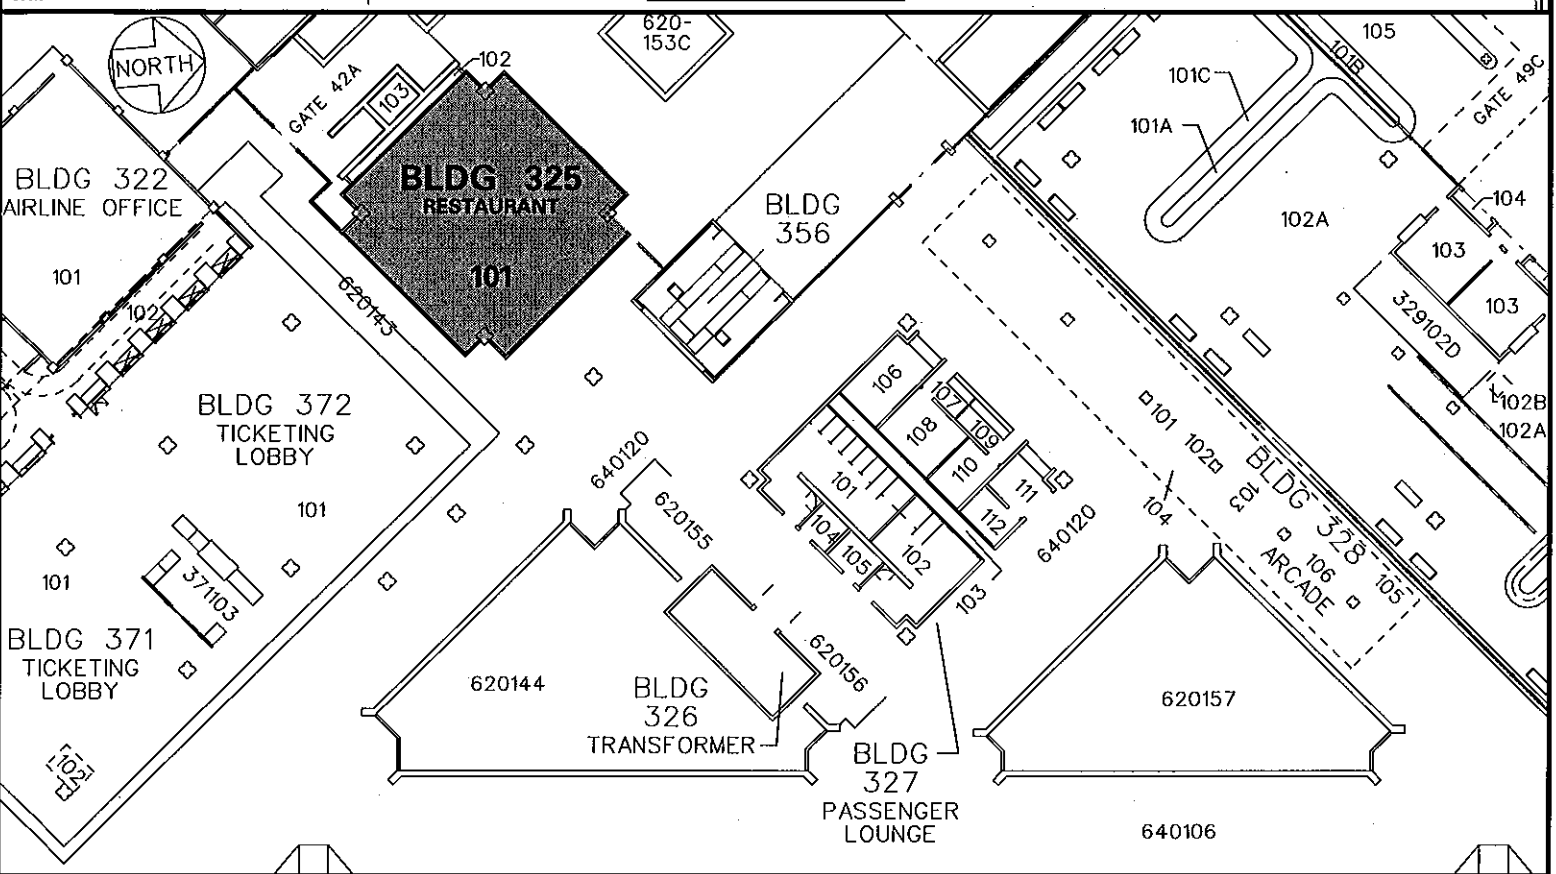 620-
153C
105
NORTH
GATE 42A
102
103
101C
101B
GATE 49C
101A
BLDG 322
AIRLINE OFFICE
101
102
BLDG 325
RESTAURANT
101
BLDG
356
102A
104
103
103
620143
329102D
102B
102A
BLDG 372
TICKETING
LOBBY
101
106
107
108
109
110
111
112
101
102
103
104
105
640120
620155
640120
101
102
103
104
BLDG 328
ARCADE
106
105
101
371103
BLDG 371
TICKETING
LOBBY
102
620144
BLDG
326
TRANSFORMER
620156
BLDG
327
PASSENGER
LOUNGE
620157
640106